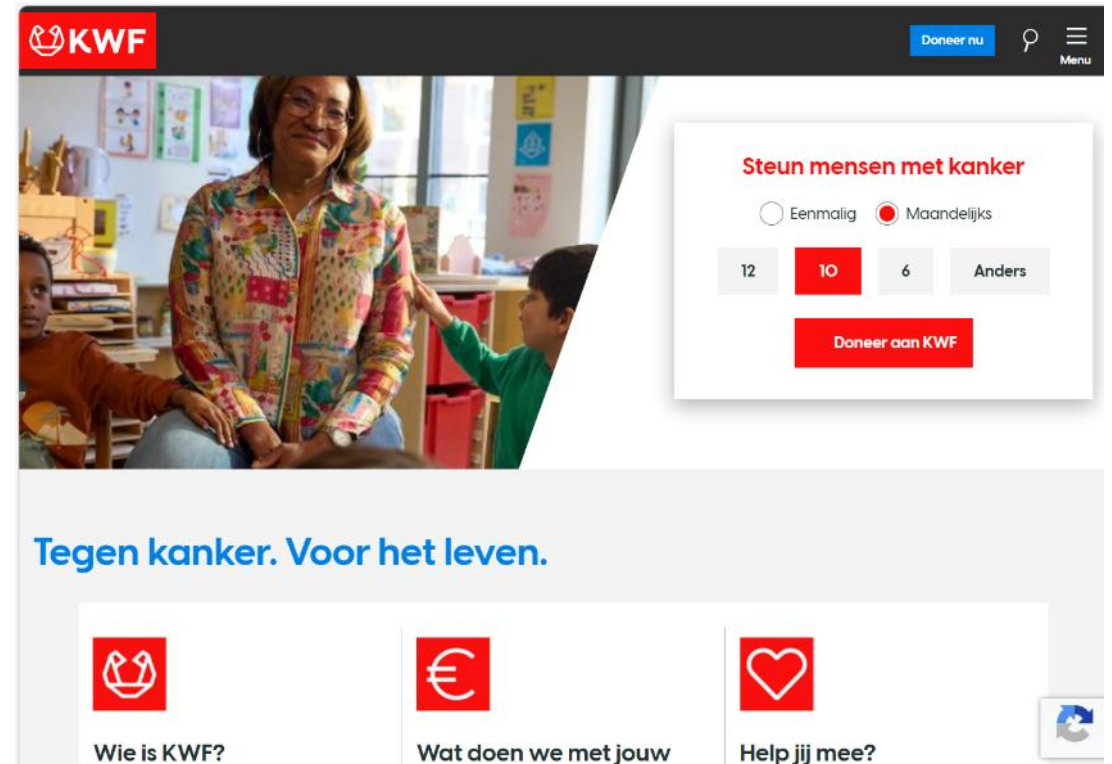 KWF
Doneer nu
Menu
Steun mensen met kanker
Eenmalig Maandelijks
12 10 6 Anders
Doneer aan KWF
Tegen kanker. Voor het leven.
Wie is KWF?
Wat doen we met jouw
Help jij mee?